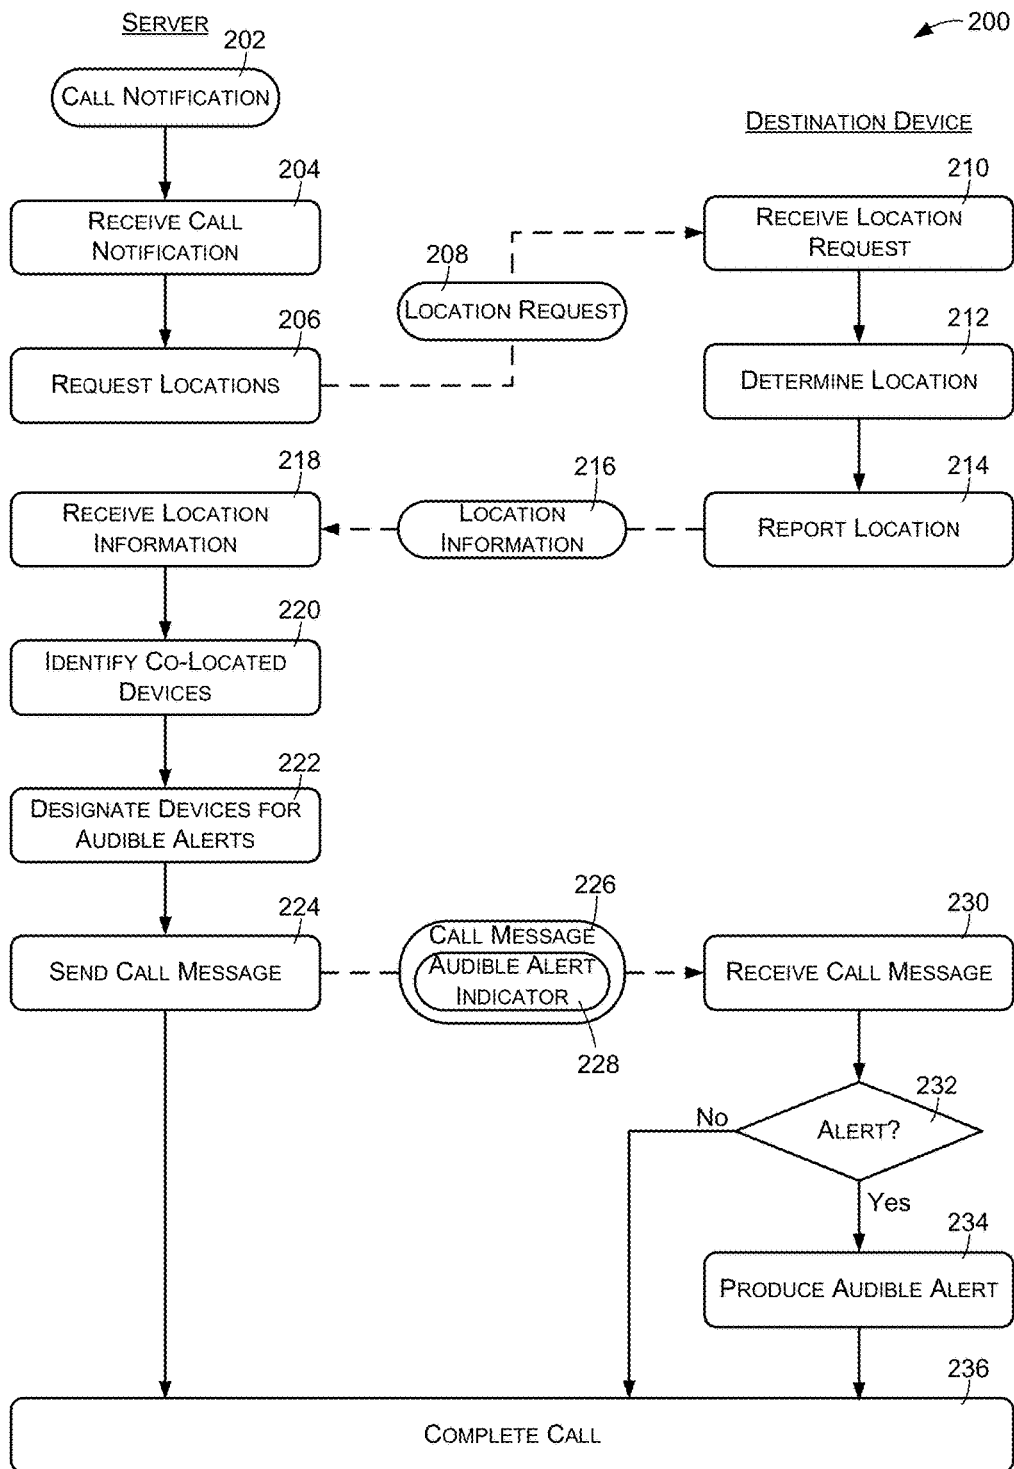 SERVER
200
202
CALL NOTIFICATION
DESTINATION DEVICE
204
RECEIVE CALL
NOTIFICATION
210
RECEIVE LOCATION
REQUEST
208
LOCATION REQUEST
206
REQUEST LOCATIONS
212
DETERMINE LOCATION
218
RECEIVE LOCATION
INFORMATION
216
LOCATION
INFORMATION
214
REPORT LOCATION
220
IDENTIFY CO-LOCATED
DEVICES
222
DESIGNATE DEVICES FOR
AUDIBLE ALERTS
224
SEND CALL MESSAGE
226
CALL MESSAGE
AUDIBLE ALERT
INDICATOR
228
230
RECEIVE CALL MESSAGE
232
ALERT?
No
Yes
234
PRODUCE AUDIBLE ALERT
236
COMPLETE CALL